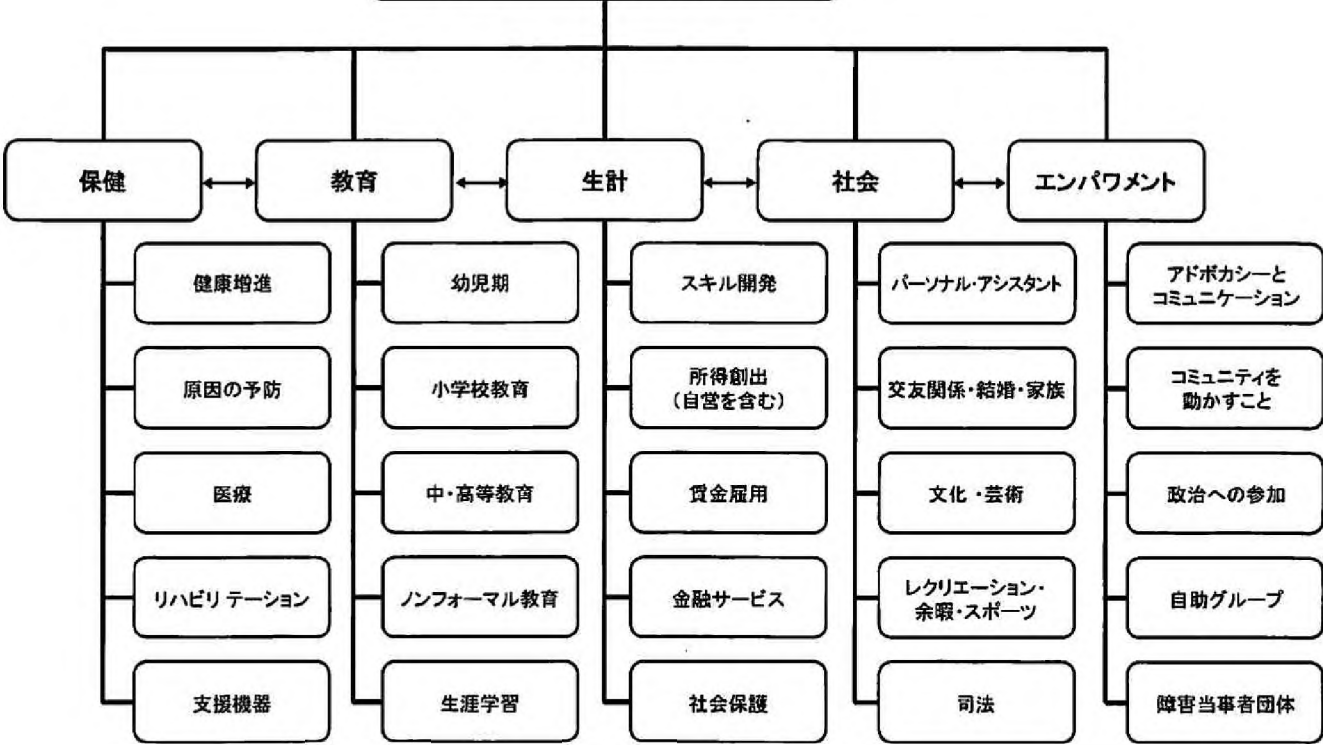 保健
教育
生計
社会
エンパワメント
健康増進
原因の予防
医療
リハビリテーション
支援機器
幼児期
小学校教育
中・高等教育
ノンフォーマル教育
生涯学習
スキル開発
所得創出
(自営を含む)
賃金雇用
金融サービス
社会保護
パーソナル・アシスタント
交友関係・結婚・家族
文化・芸術
レクリエーション・
余暇・スポーツ
司法
アドボカシーと
コミュニケーション
コミュニティを
動かすこと
政治への参加
自助グループ
障害当事者団体